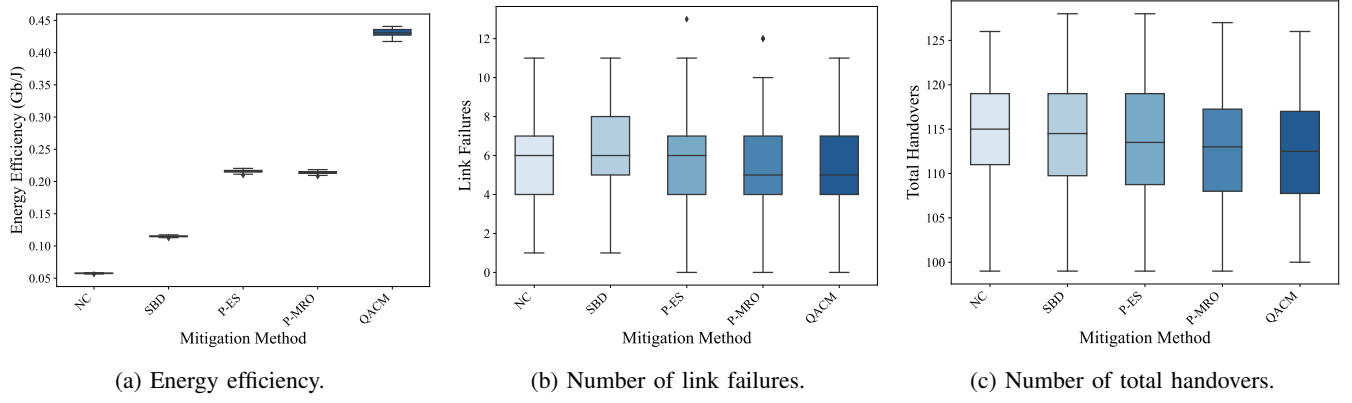 0.45
0.40
0.35
0.30
0.25
0.20
0.15
0.10
0.05
Energy Efficiency (Gb/J)
NC
SBD
P-ES
P-MRO
QACM
Mitigation Method
(a) Energy efficiency.
12
10
8
6
4
2
0
Link Failures
NC
SBD
P-ES
P-MRO
QACM
Mitigation Method
(b) Number of link failures.
125
120
115
110
105
100
Total Handovers
NC
SBD
P-ES
P-MRO
QACM
Mitigation Method
(c) Number of total handovers.